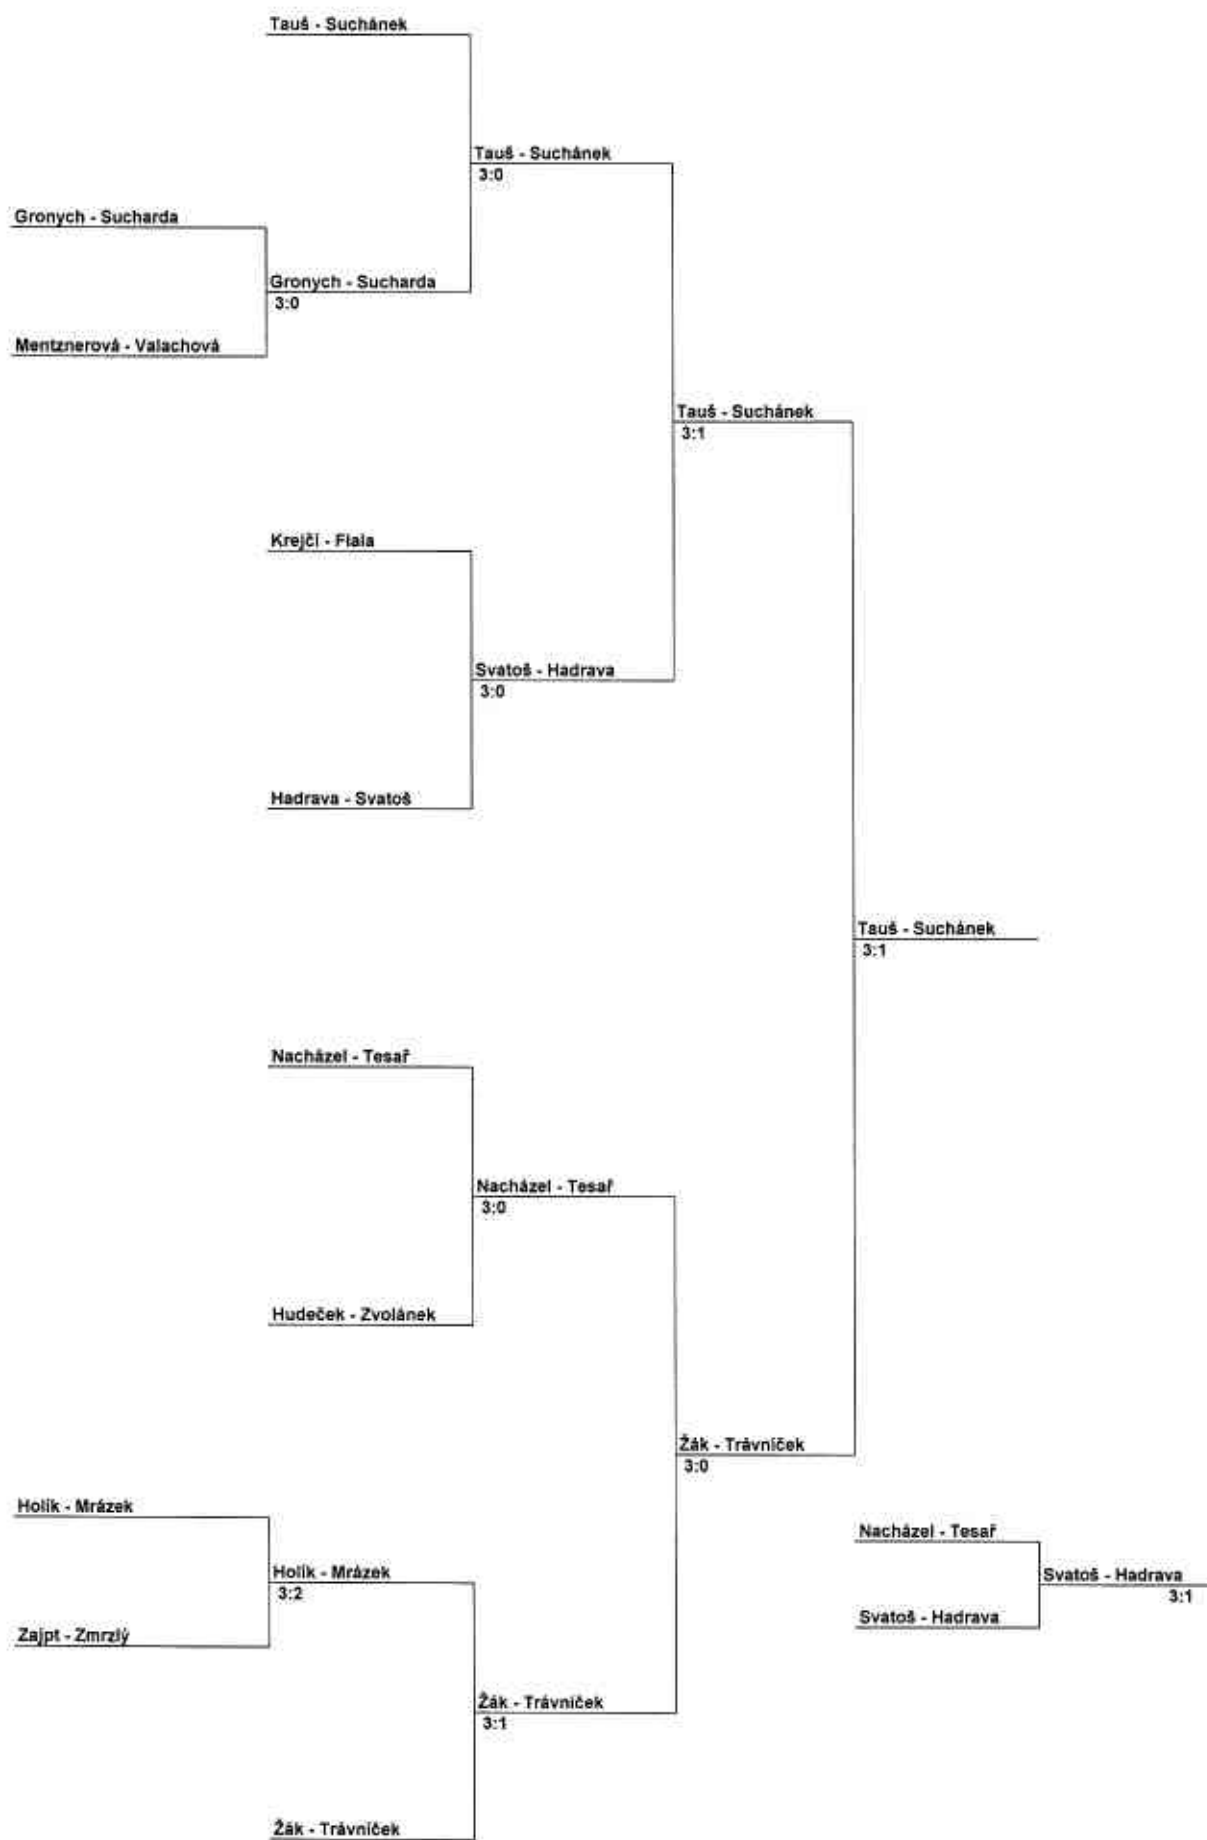 Tauš - Suchánek
Tauš - Suchánek
3:0
Gronych - Sucharda
Gronych - Sucharda
3:0
Mentznerová - Valachová
Tauš - Suchánek
3:1
Krejčí - Fiala
Svatoš - Hadrava
3:0
Hadrava - Svatoš
Tauš - Suchánek
3:1
Nacházel - Tesař
Nacházel - Tesař
3:0
Hudeček - Zvolánek
Žák - Trávníček
3:0
Holík - Mrázek
Nacházel - Tesař
Holík - Mrázek
3:2
Svatoš - Hadrava
3:1
Svatoš - Hadrava
Zajpt - Zmrzlý
Žák - Trávníček
3:1
Žák - Trávníček